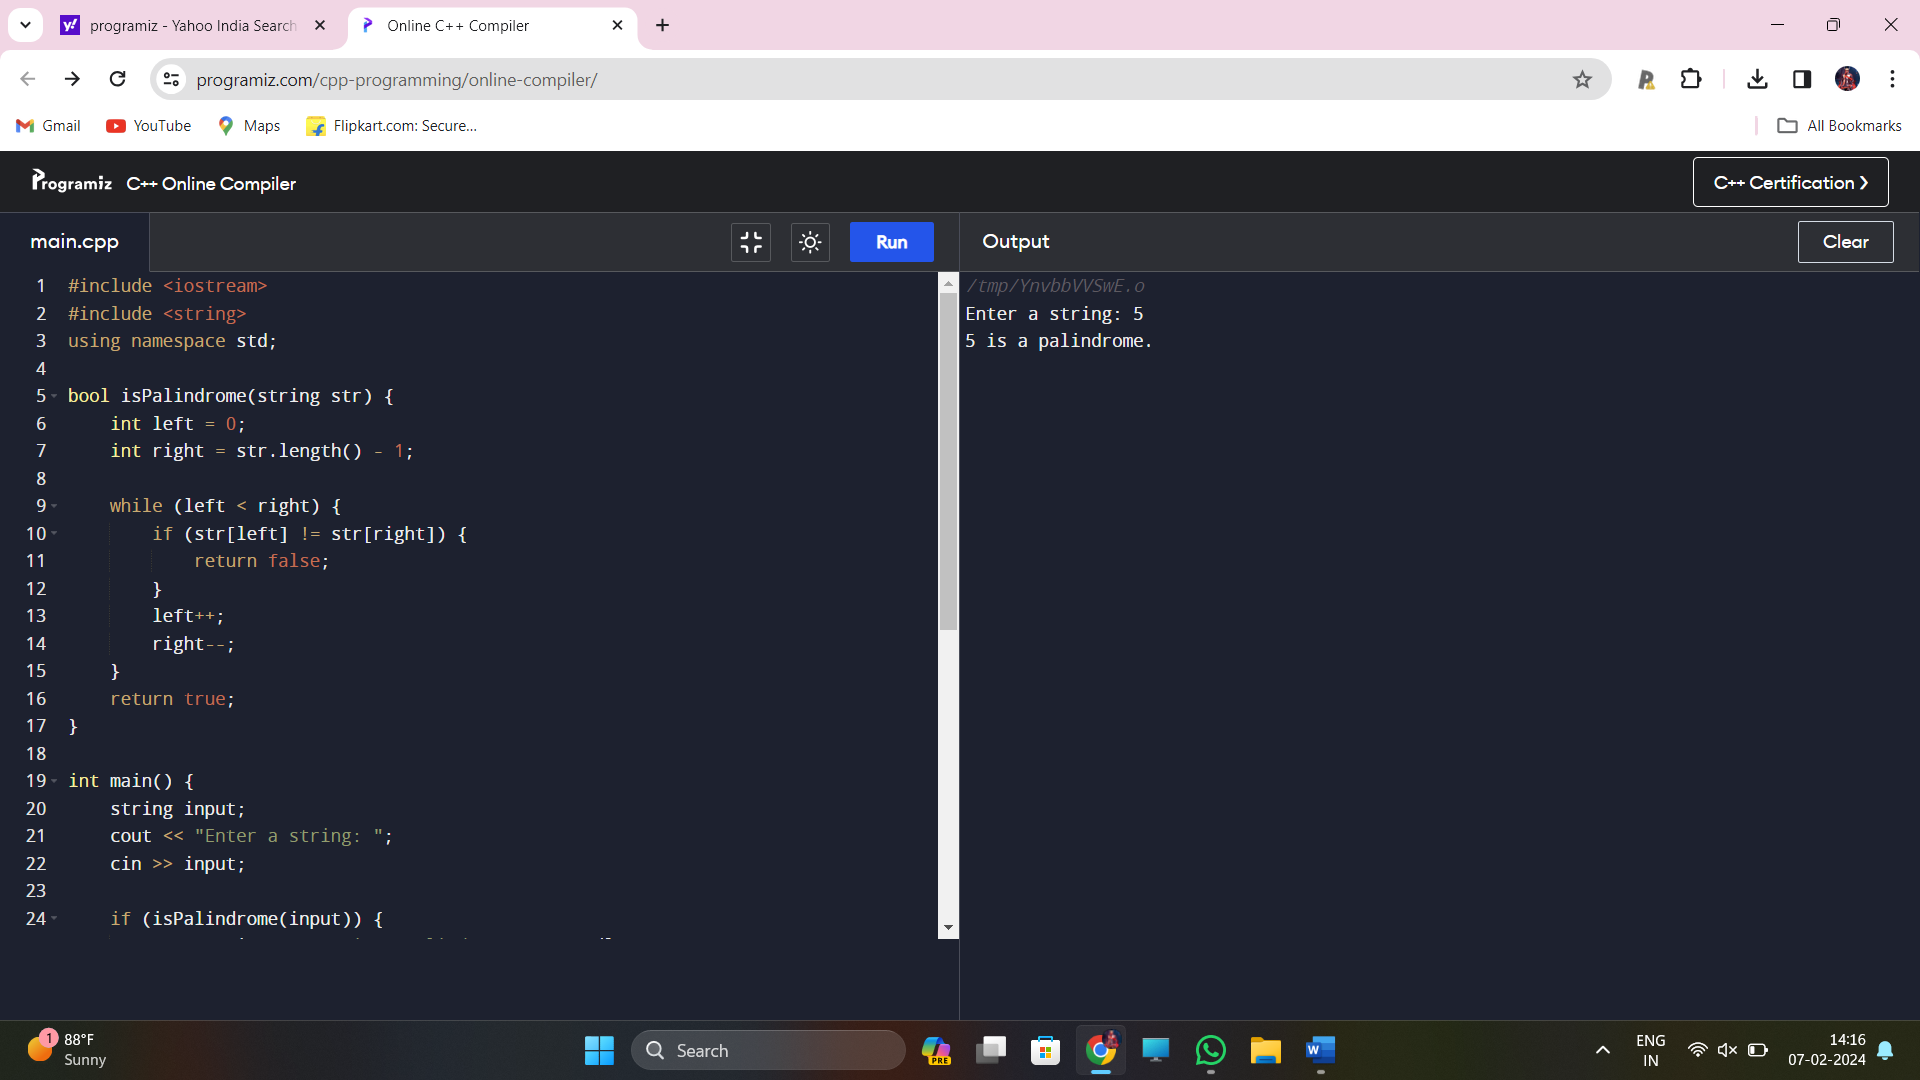 programiz - Yahoo India Search
Online C++ Compiler
programiz.com/cpp-programming/online-compiler/
Gmail
YouTube
Maps
Flipkart.com: Secure...
All Bookmarks
Programiz
C++ Online Compiler
C++ Certification
main.cpp
Run
Output
Clear
1 #include <iostream>
2 #include <string>
3 using namespace std;
4
5 bool isPalindrome(string str) {
6 int left = 0;
7 int right = str.length() - 1;
8
9 while (left < right) {
10 if (str[left] != str[right]) {
11 return false;
12 }
13 left++;
14 right--;
15 }
16 return true;
17 }
18
19 int main() {
20 string input;
21 cout << "Enter a string: ";
22 cin >> input;
23
24 if (isPalindrome(input)) {
/tmp/YnvbbVVSwE.o
Enter a string: 5
5 is a palindrome.
1
88°F
Sunny
Search
PRE
W
ENG
IN
14:16
07-02-2024